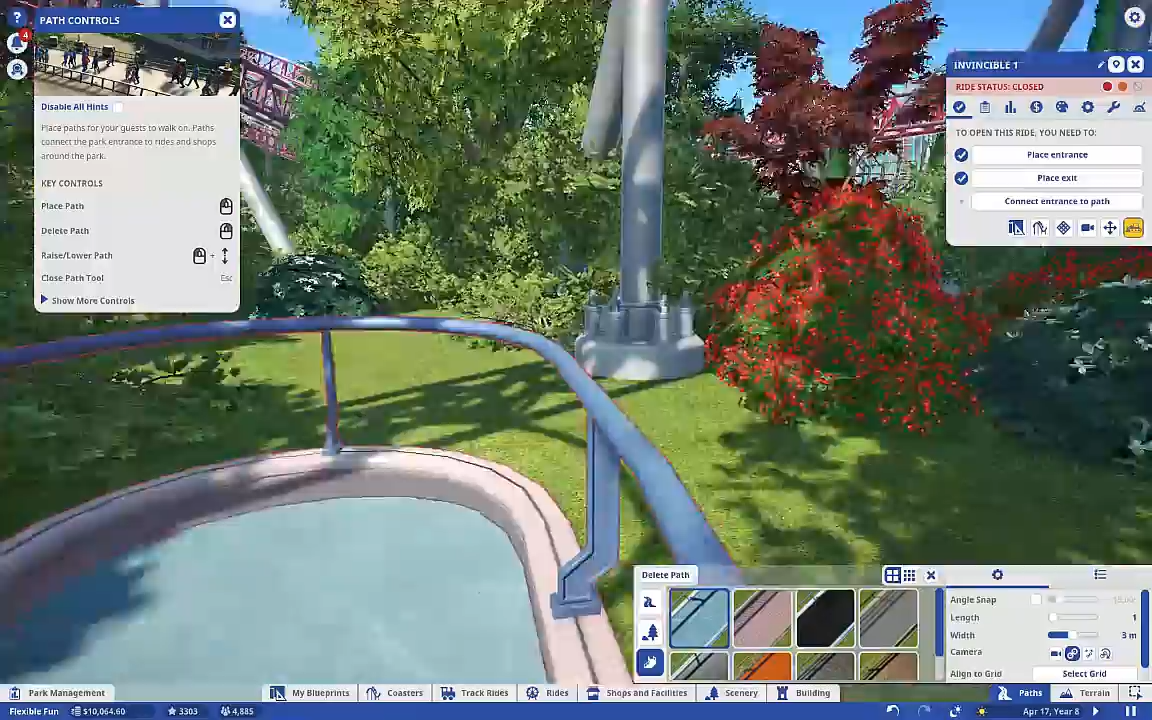 PATH CONTROLS
4
Disable All Hints
Place paths for your guests to walk on. Paths
connect the park entrance to rides and shops
around the park.
KEY CONTROLS
Place Path
Delete Path
Raise/Lower Path
+
Close Path Tool Esc
Show More Controls
INVINCIBLE 1
RIDE STATUS: CLOSED
TO OPEN THIS RIDE, YOU NEED TO:
Place entrance
Place exit
Connect entrance to path
Delete Path
Angle Snap
Length 1
Width 3 m
Camera
Align to Grid Select Grid
Park Management
My Blueprints
Coasters
Track Rides
Rides
Shops and Facilities
Scenery
Building
Paths
Terrain
Flexible Fun $10,064.60 3303 4,885
Apr 17, Year 8